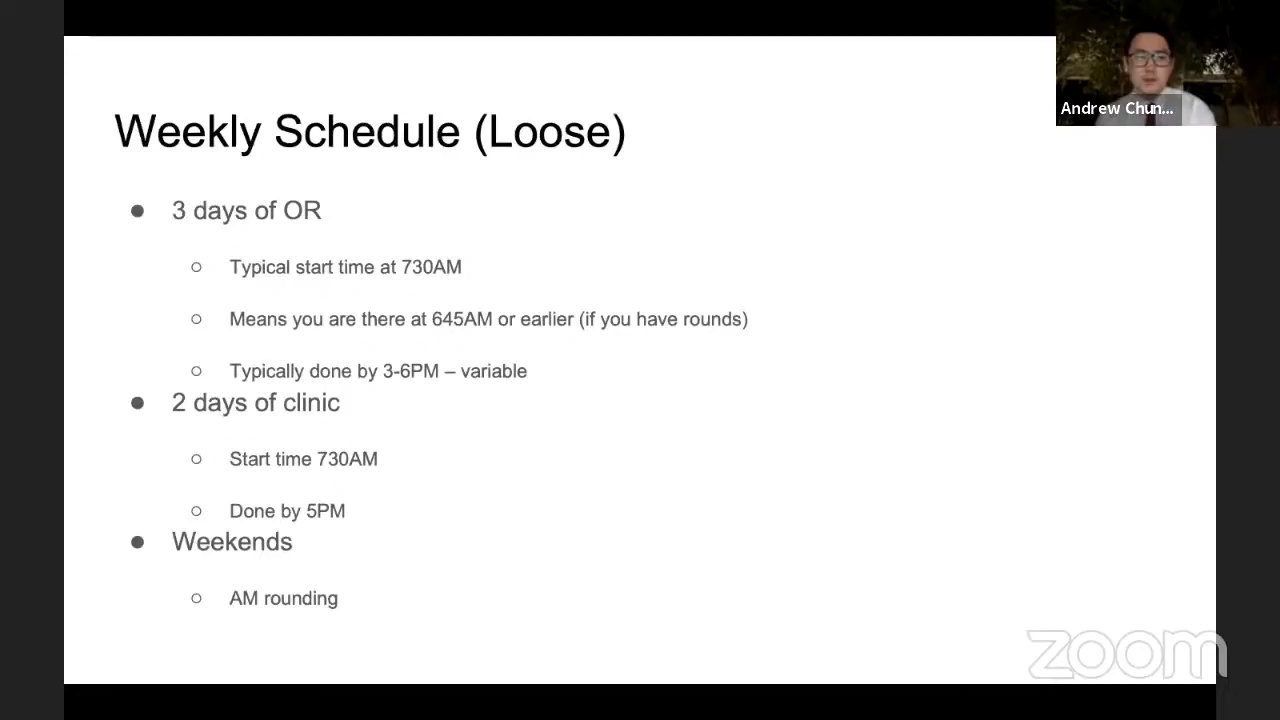 Andrew Chun...
Weekly Schedule (Loose)
● 3 days of OR
○ Typical start time at 730AM
○ Means you are there at 645AM or earlier (if you have rounds)
○ Typically done by 3-6PM – variable
● 2 days of clinic
○ Start time 730AM
○ Done by 5PM
● Weekends
○ AM rounding
zoom